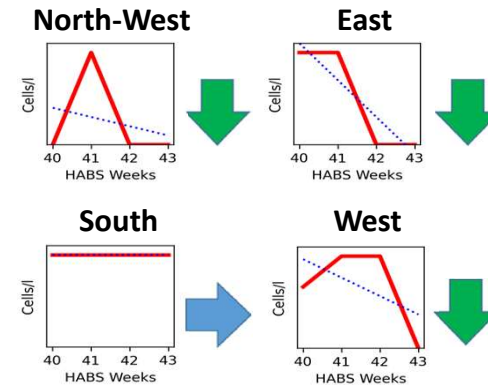 North-West
Cells/l
40 41 42 43
HABS Weeks
East
Cells/l
40 41 42 43
HABS Weeks
South
Cells/l
40 41 42 43
HABS Weeks
West
Cells/l
40 41 42 43
HABS Weeks